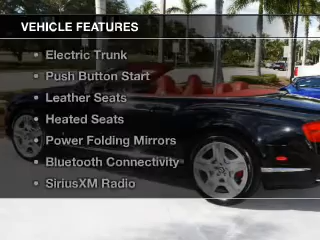 VEHICLE FEATURES
• Electric Trunk
• Push Button Start
• Leather Seats
• Heated Seats
• Power Folding Mirrors
• Bluetooth Connectivity
• SiriusXM Radio